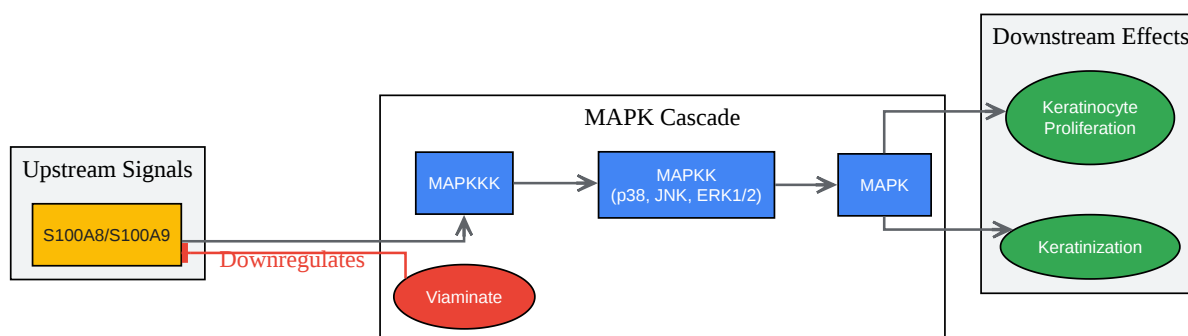 Upstream Signals
S100A8/S100A9
Downregulates
MAPK Cascade
MAPKKK
MAPKK
(p38, JNK, ERK1/2)
MAPK
Viaminate
Downstream Effects
Keratinocyte
Proliferation
Keratinization